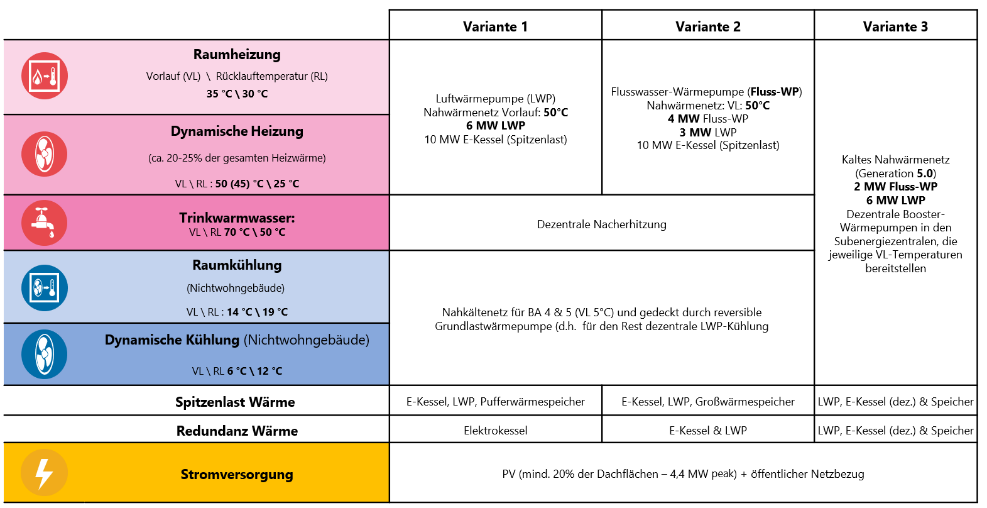 Variante 1
Variante 2
Variante 3
Raumheizung
Vorlauf (VL) \ Rücklauftemperatur (RL)
35 °C \ 30 °C
Dynamische Heizung
(ca. 20-25% der gesamten Heizwärme)
VL \ RL : 50 (45) °C \ 25 °C
Luftwärmepumpe (LWP)
Nahwärmenetz Vorlauf: 50°C
6 MW LWP
10 MW E-Kessel (Spitzenlast)
Flusswasser-Wärmepumpe (Fluss-WP)
Nahwärmenetz: VL: 50°C
4 MW Fluss-WP
3 MW LWP
10 MW E-Kessel (Spitzenlast)
Kaltes Nahwärmenetz
(Generation 5.0)
2 MW Fluss-WP
6 MW LWP
Dezentrale Booster-
Wärmepumpen in den
Subenergiezentralen, die
jeweilige VL-Temperaturen
bereitstellen
Trinkwarmwasser:
VL \ RL 70 °C \ 50 °C
Dezentrale Nacherhitzung
Raumkühlung
(Nichtwohngebäude)
VL \ RL : 14 °C \ 19 °C
Dynamische Kühlung (Nichtwohngebäude)
VL \ RL 6 °C \ 12 °C
Nahkältenetz für BA 4 & 5 (VL 5°C) und gedeckt durch reversible
Grundlastwärmepumpe (d.h. für den Rest dezentrale LWP-Kühlung
Spitzenlast Wärme
E-Kessel, LWP, Pufferwärmespeicher
E-Kessel, LWP, Großwärmespeicher
LWP, E-Kessel (dez.) & Speicher
Redundanz Wärme
Elektrokessel
E-Kessel & LWP
LWP, E-Kessel (dez.) & Speicher
Stromversorgung
PV (mind. 20% der Dachflächen – 4,4 MW peak) + öffentlicher Netzbezug